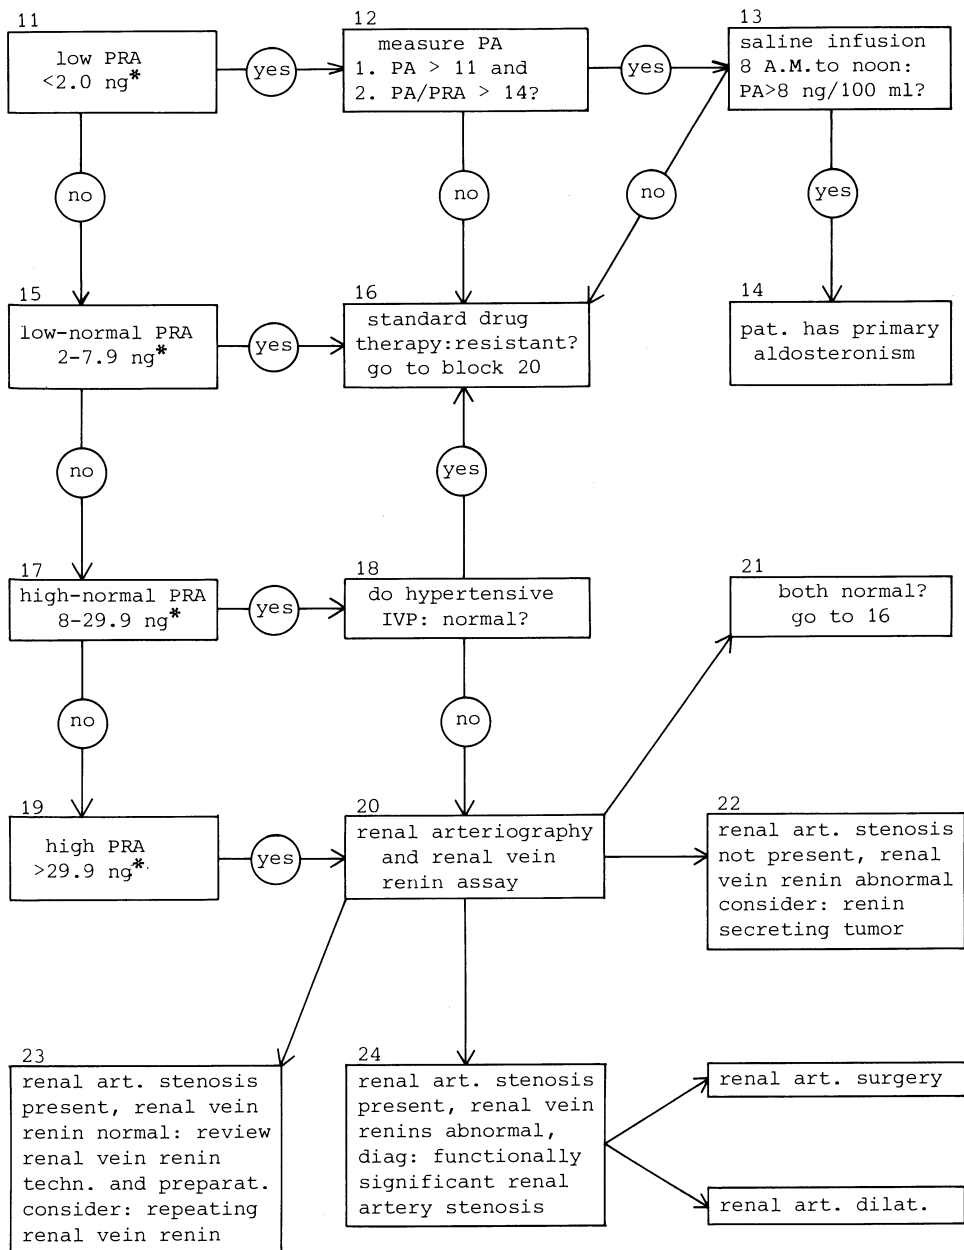 11
low PRA
<2.0 ng*
yes
12
measure PA
1. PA > 11 and
2. PA/PRA > 14?
yes
13
saline infusion
8 A.M.to noon:
PA>8 ng/100 ml?
no
no
no
yes
15
low-normal PRA
2-7.9 ng*
yes
16
standard drug
therapy:resistant?
go to block 20
14
pat. has primary
aldosteronism
no
yes
17
high-normal PRA
8-29.9 ng*
yes
18
do hypertensive
IVP: normal?
21
both normal?
go to 16
no
no
19
high PRA
>29.9 ng*
yes
20
renal arteriography
and renal vein
renin assay
22
renal art. stenosis
not present, renal
vein renin abnormal
consider: renin
secreting tumor
23
renal art. stenosis
present, renal vein
renin normal: review
renal vein renin
techn. and preparat.
consider: repeating
renal vein renin
24
renal art. stenosis
present, renal vein
renins abnormal,
diag: functionally
significant renal
artery stenosis
renal art. surgery
renal art. dilat.